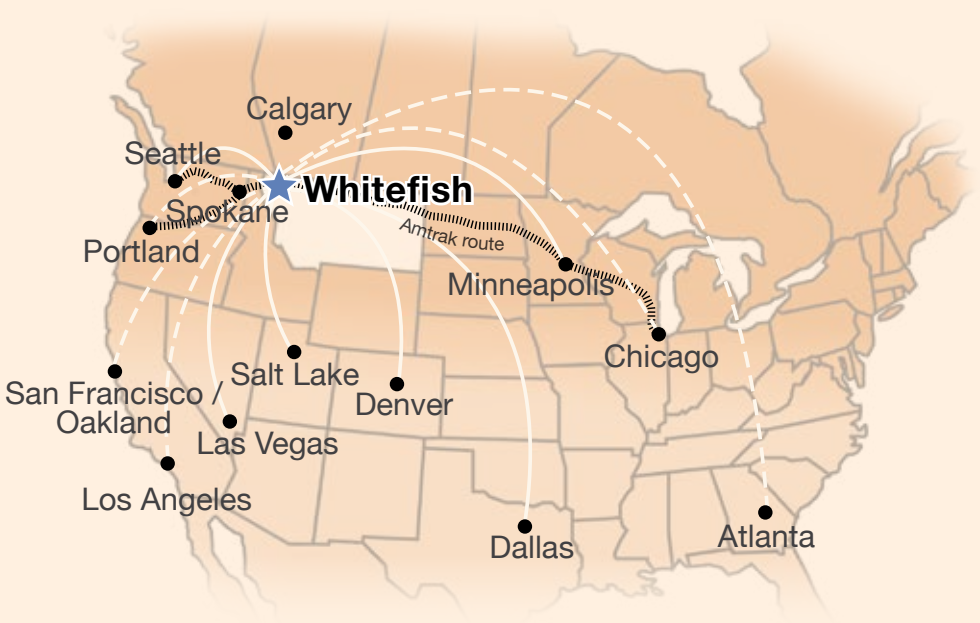 Calgary
Seattle
Whitefish
Spokane
Portland
Amtrak route
Minneapolis
Chicago
Salt Lake
San Francisco /
Oakland
Denver
Las Vegas
Los Angeles
Dallas
Atlanta